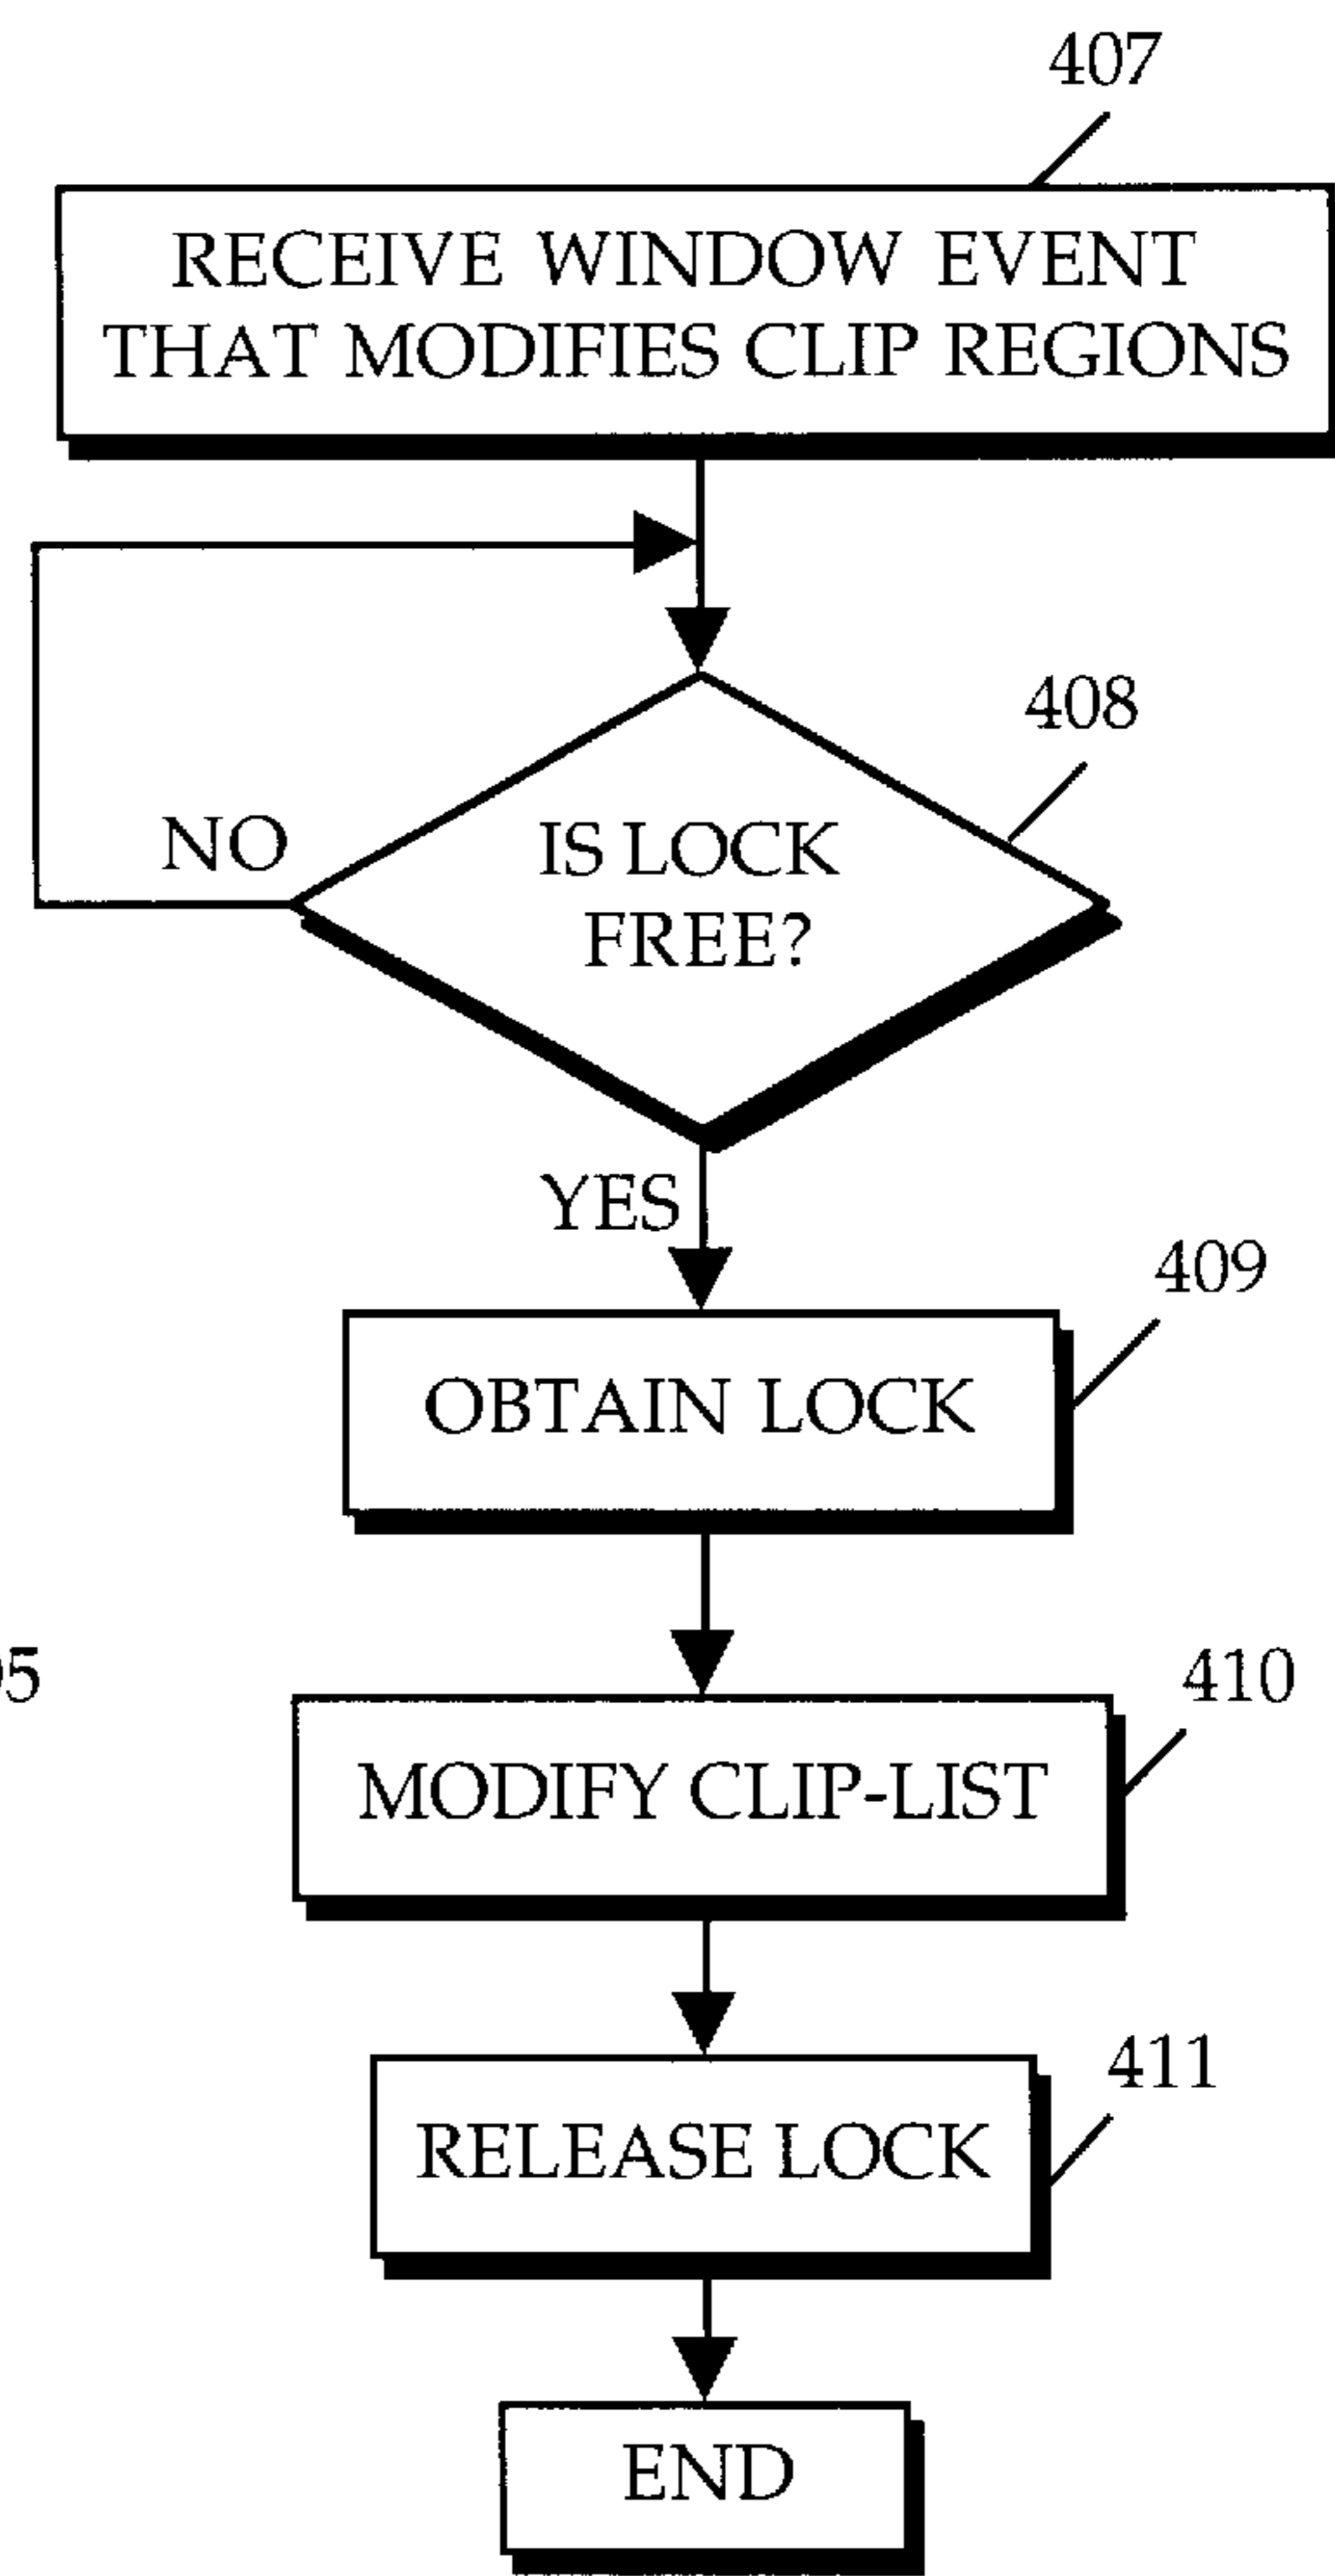 407
RECEIVE WINDOW EVENT
THAT MODIFIES CLIP REGIONS
408
NO
IS LOCK
FREE?
YES
409
OBTAIN LOCK
5
410
MODIFY CLIP-LIST
411
RELEASE LOCK
END